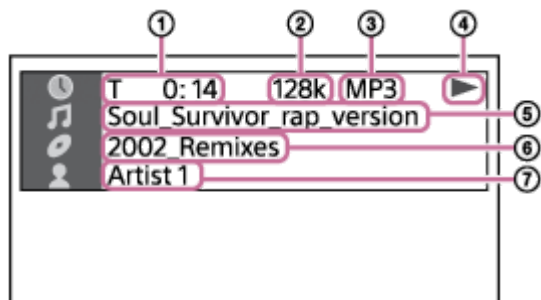 ① ② ③ ④
T 0:14 128k MP3
Soul_Survivor_rap_version ⑤
2002_Remixes ⑥
Artist 1 ⑦